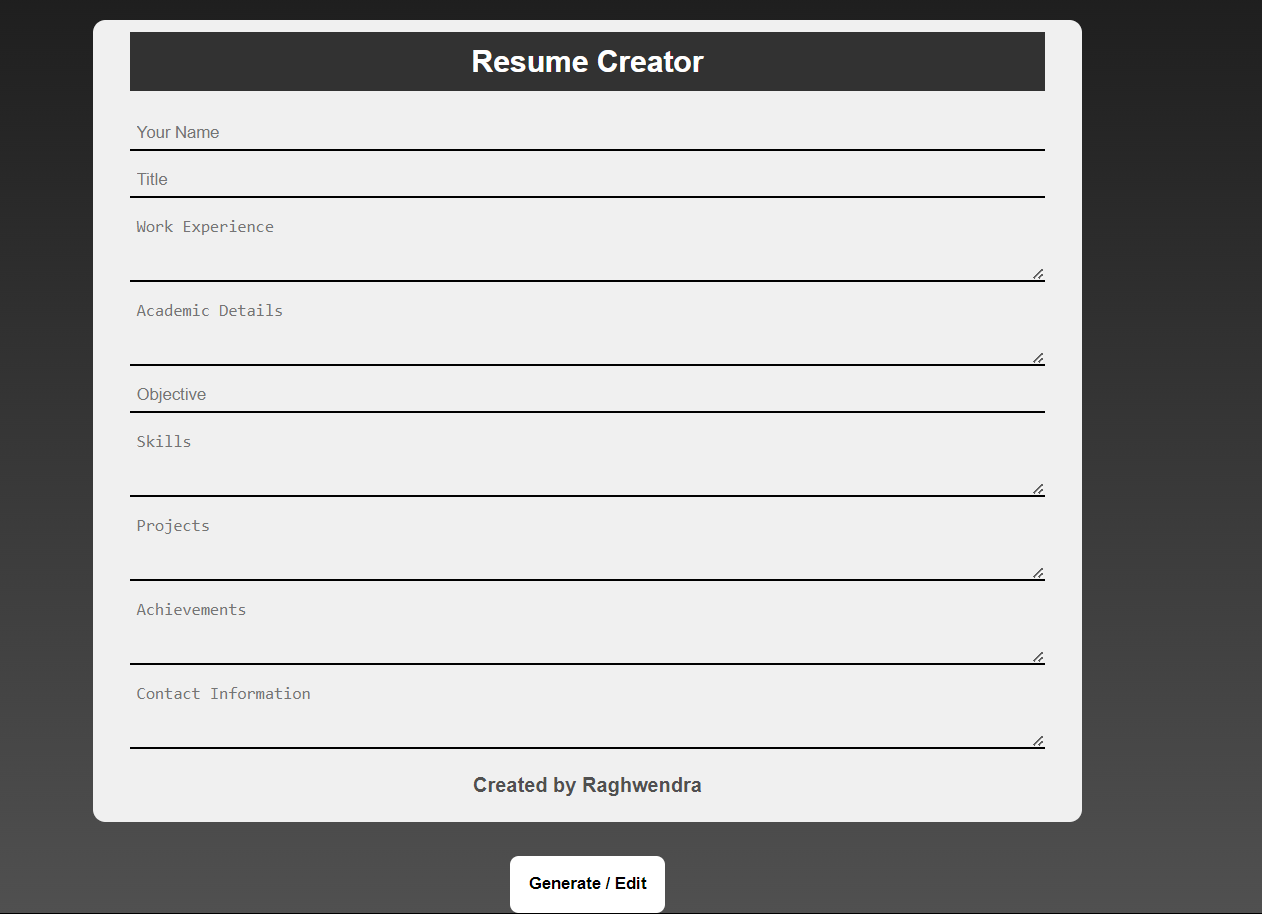 Resume Creator
Your Name
Title
Work Experience
Academic Details
Objective
Skills
Projects
Achievements
Contact Information
Created by Raghwendra
Generate / Edit